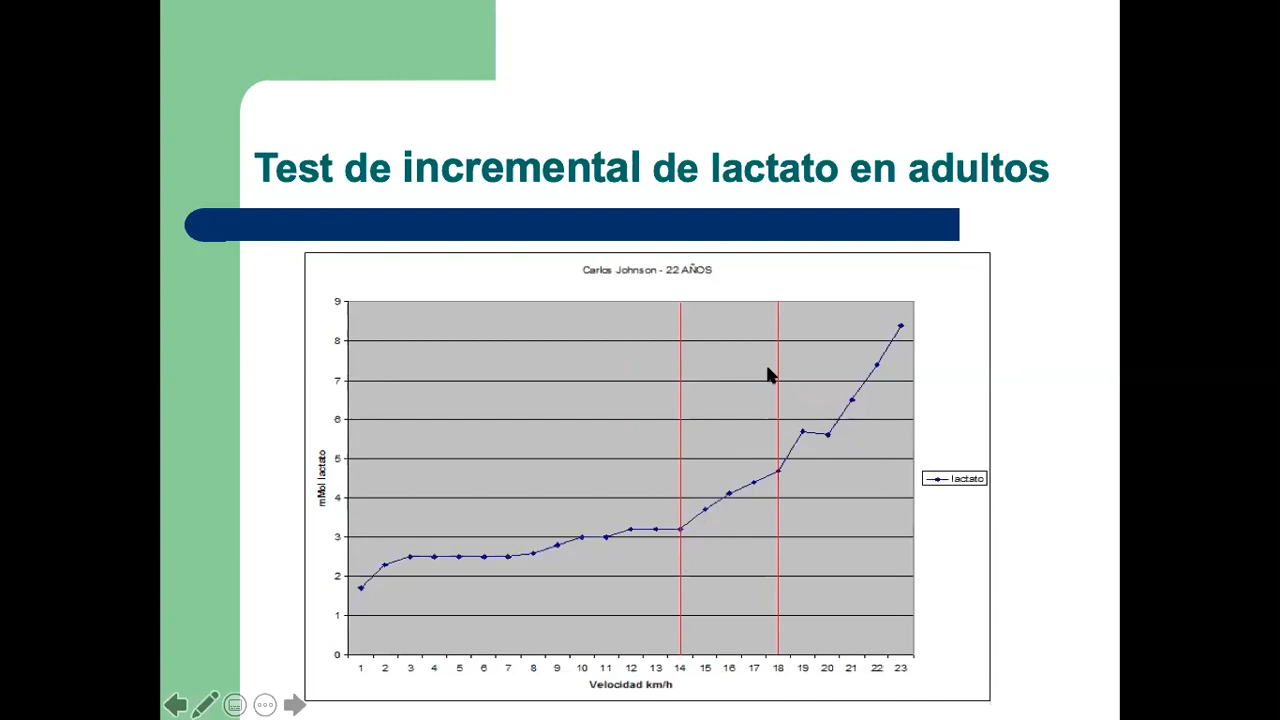 Test de incremental de lactato en adultos
Carlos Johnson - 22 AÑOS
9
8
7
6
5
4
3
2
1
0
mMol lactato
lactato
1 2 3 4 5 6 7 8 9 10 11 12 13 14 15 16 17 18 19 20 21 22 23
Velocidad km/h